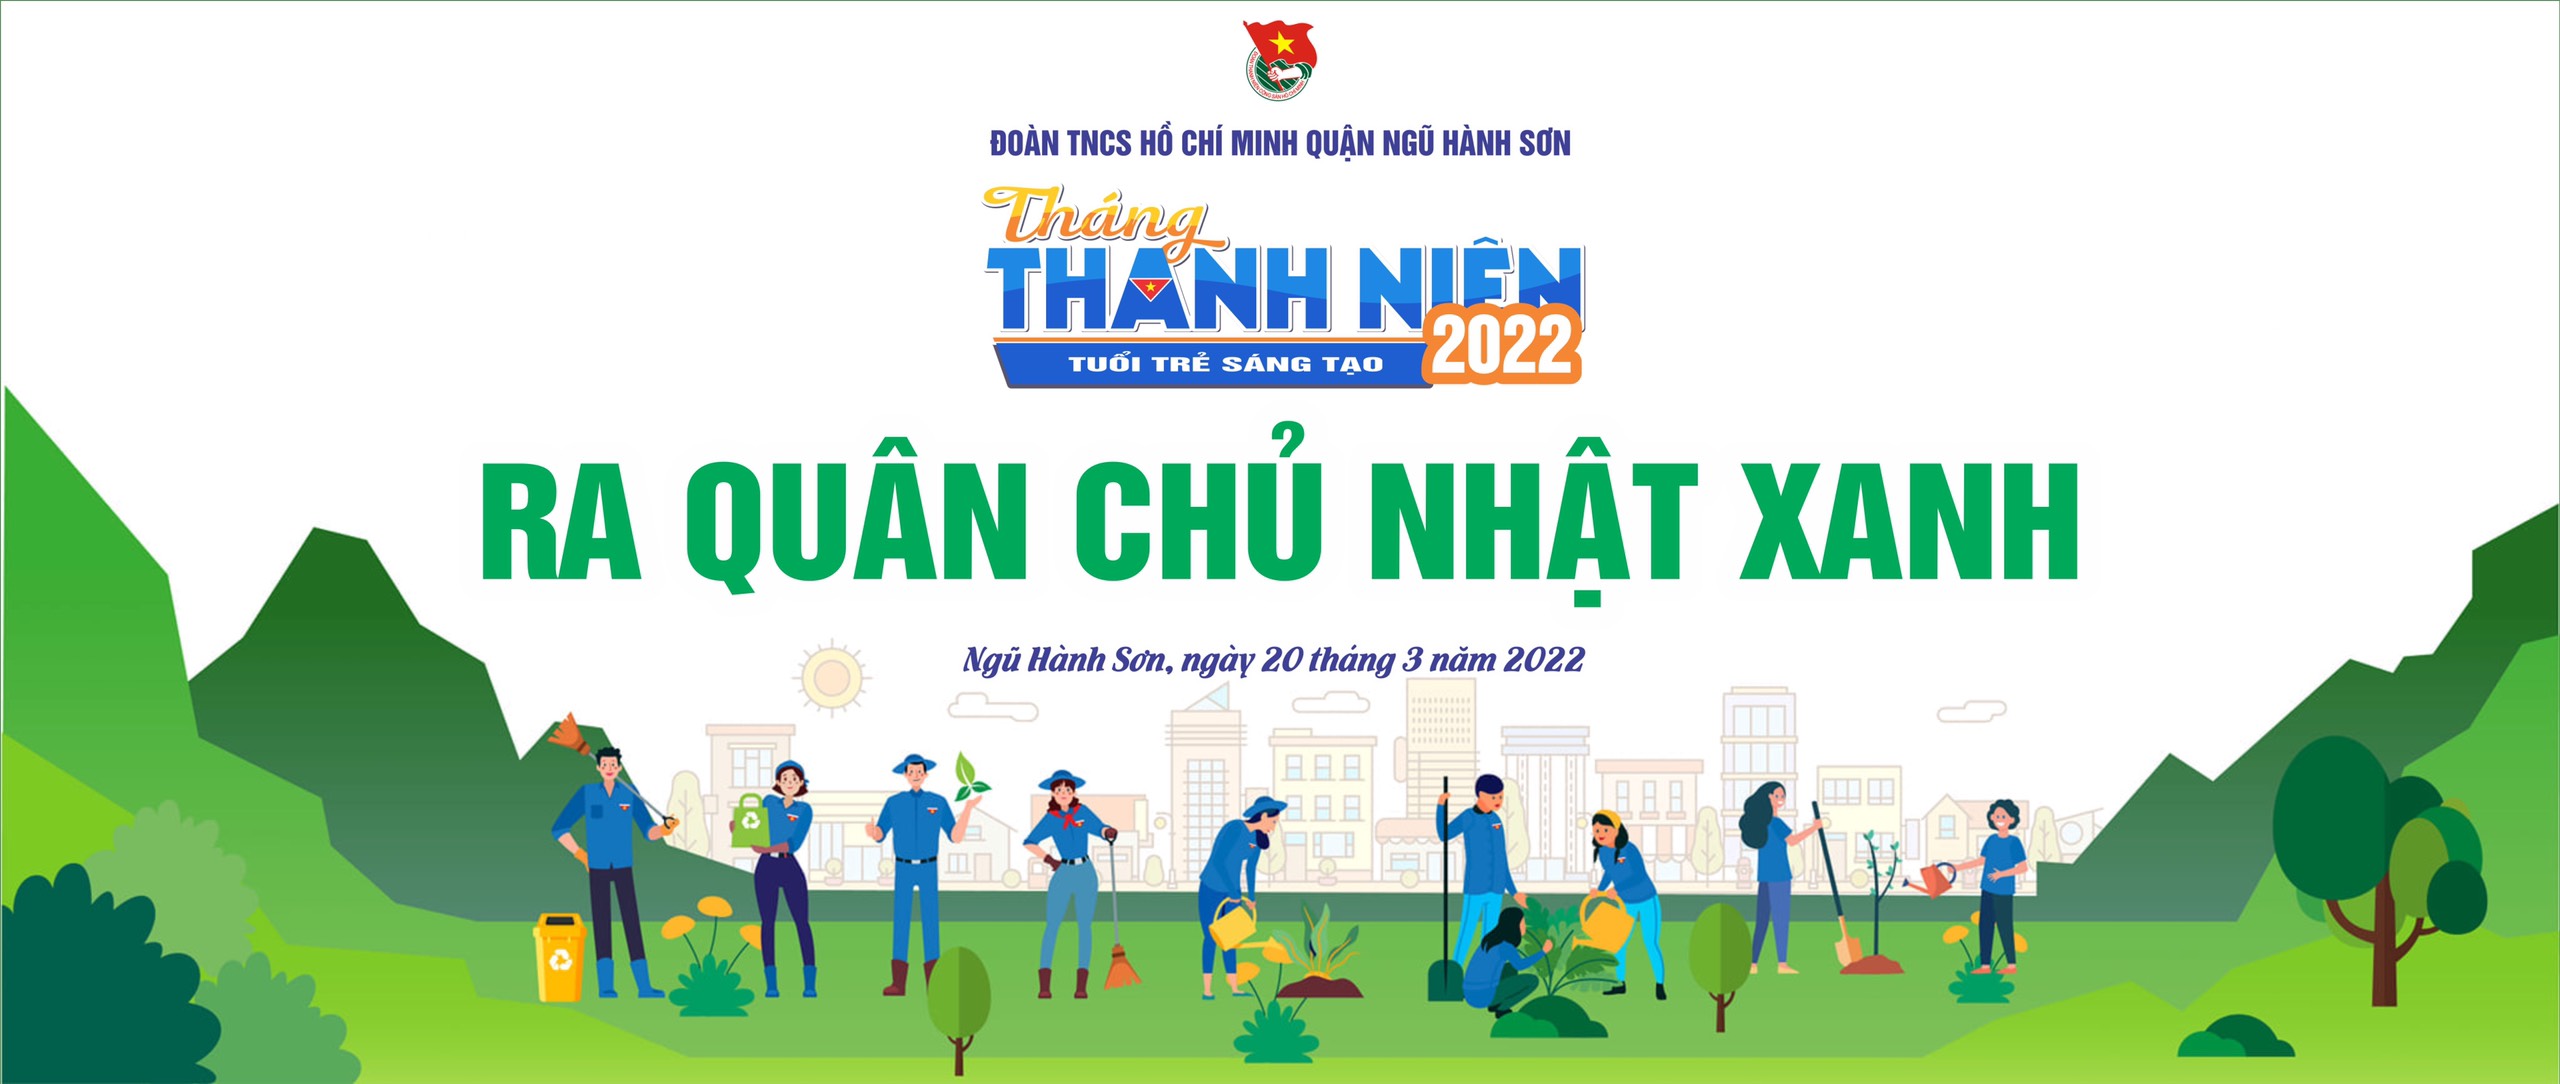 ĐOÀN TNCS HỒ CHÍ MINH QUẬN NGŨ HÀNH SƠN
Tháng
THANH NIÊN
2022
TUỔI TRẺ SÁNG TẠO
RA QUÂN CHỦ NHẬT XANH
Ngũ Hành Sơn, ngày 20 tháng 3 năm 2022